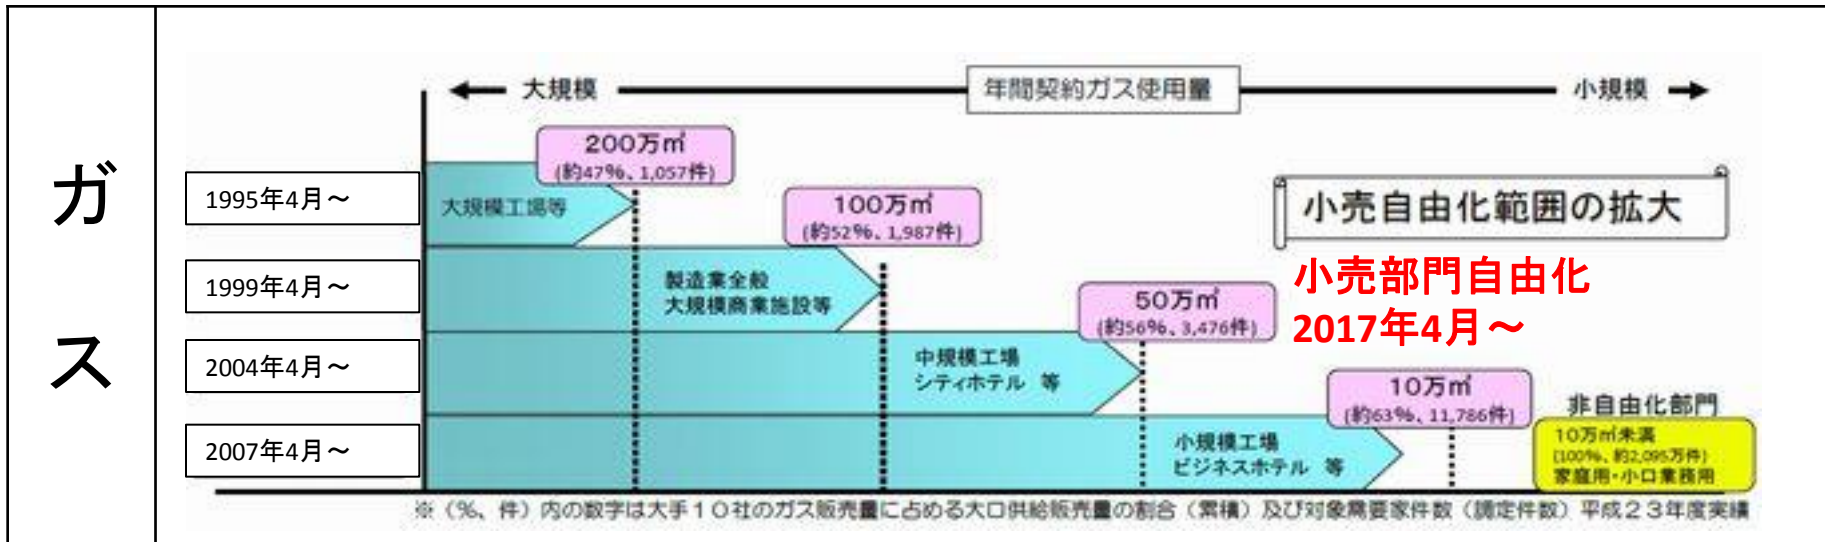 ガス
大規模
年間契約ガス使用量
小規模
200万㎥
(約47%、1,057件)
1995年4月～
大規模工場等
100万㎥
(約52%、1,987件)
小売自由化範囲の拡大
1999年4月～
製造業全般
大規模商業施設等
50万㎥
(約56%、3,476件)
小売部門自由化
2017年4月～
2004年4月～
中規模工場
シティホテル 等
10万㎥
(約63%、11,786件)
非自由化部門
2007年4月～
小規模工場
ビジネスホテル 等
10万㎥未満
(100%、約2,095万件)
家庭用・小口業務用
※（%、件）内の数字は大手１０社のガス販売量に占める大口供給販売量の割合（累積）及び対象需要家件数（調定件数）平成２３年度実績